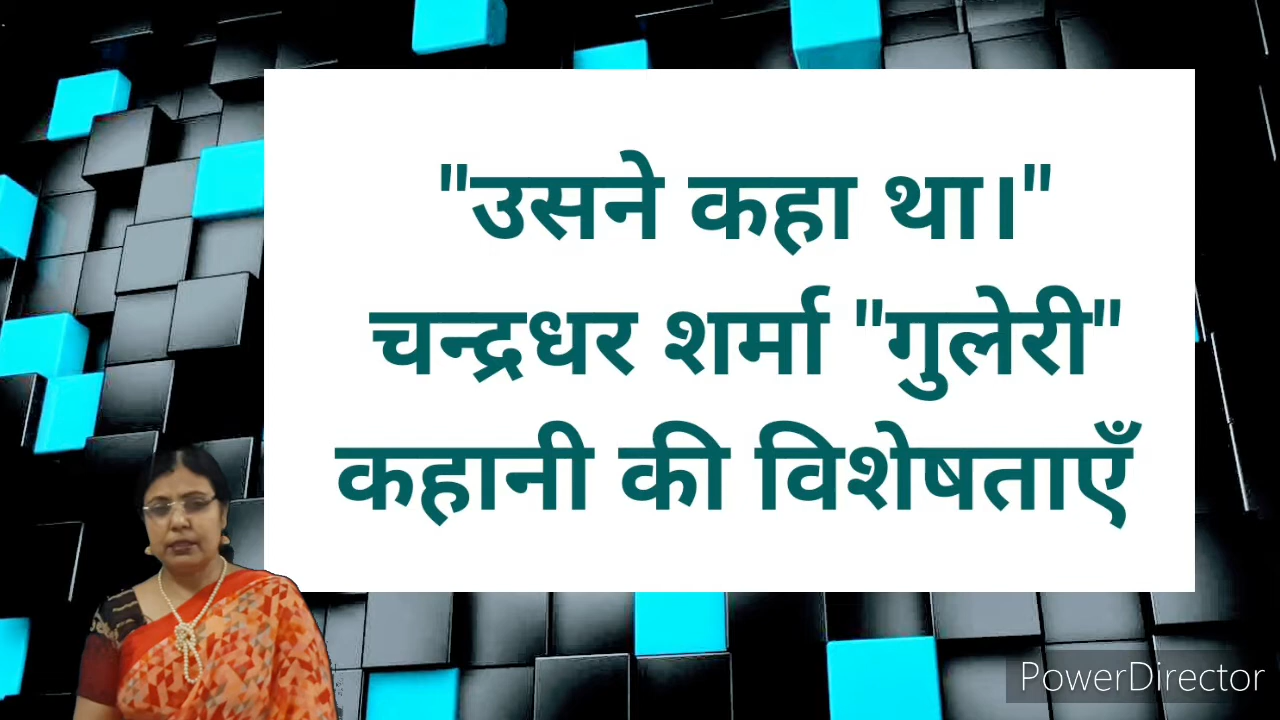 "उसने कहा था।"
चन्द्रधर शर्मा "गुलेरी"
कहानी की विशेषताएँ
PowerDirector